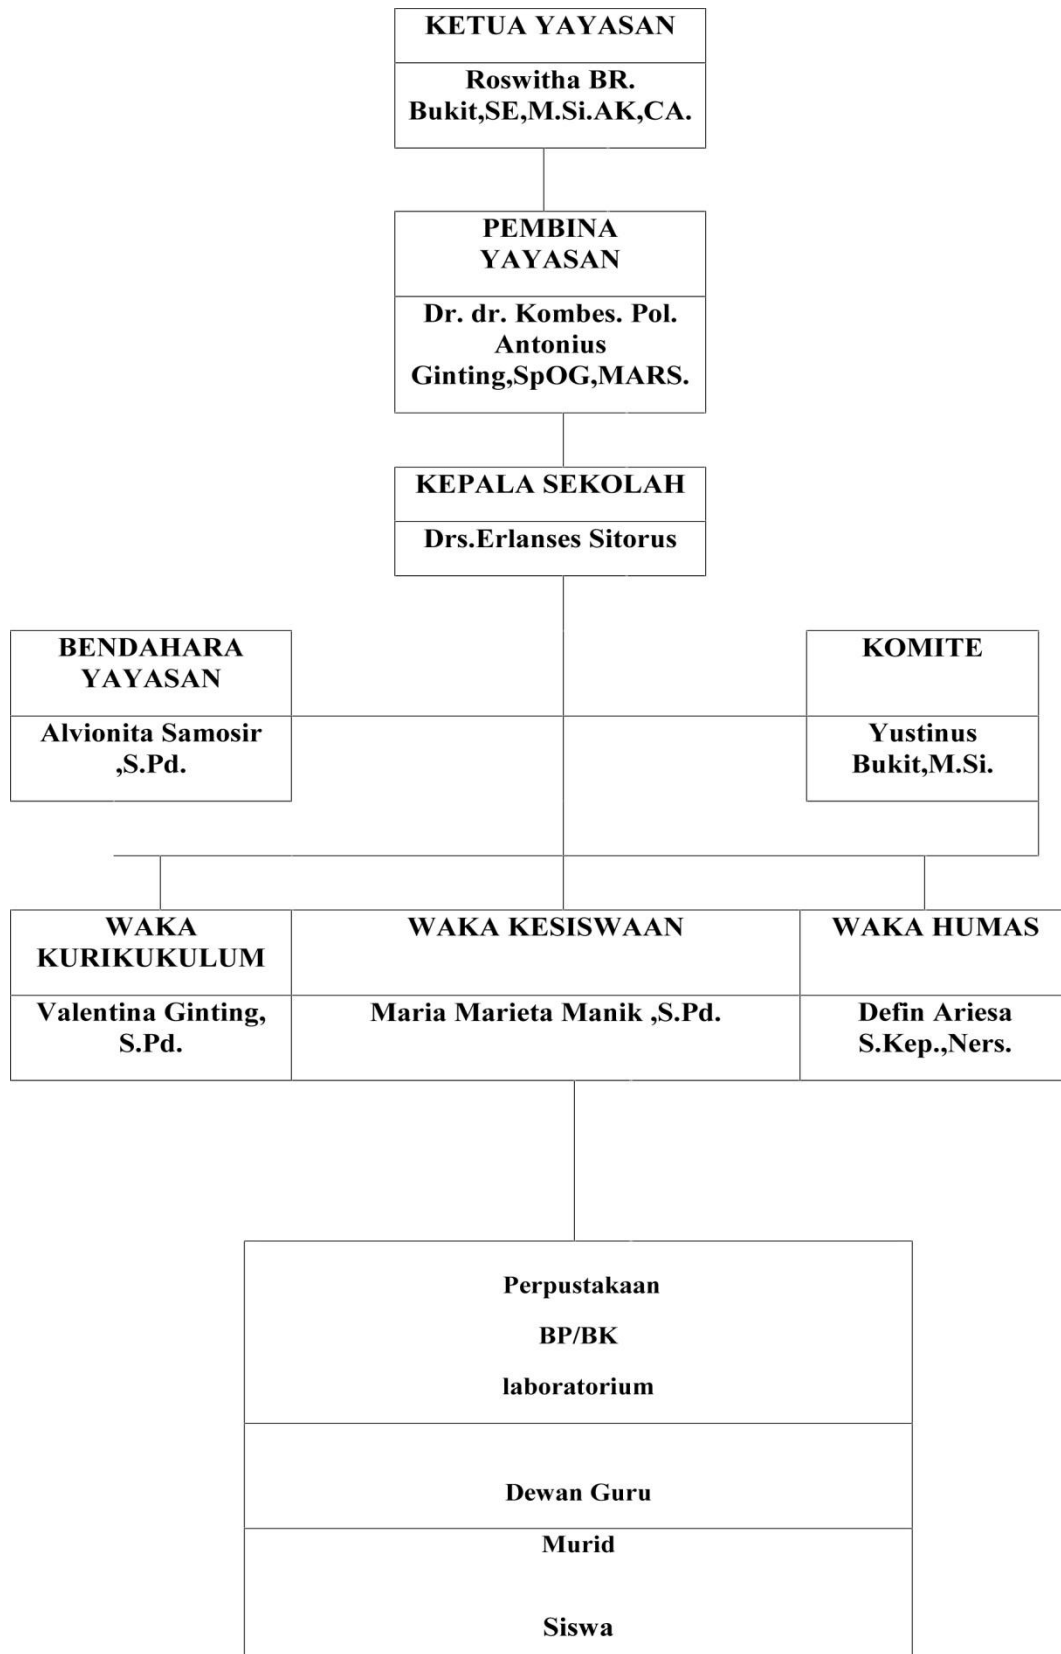 KETUA YAYASAN
Roswitha BR.
Bukit,SE,M.Si.AK,CA.
PEMBINA
YAYASAN
Dr. dr. Kombes. Pol.
Antonius
Ginting,SpOG,MARS.
KEPALA SEKOLAH
Drs.Erlanses Sitorus
BENDAHARA
YAYASAN
Alvionita Samosir
,S.Pd.
KOMITE
Yustinus
Bukit,M.Si.
WAKA
KURIKUKULUM
Valentina Ginting,
S.Pd.
WAKA KESISWAAN
Maria Marieta Manik ,S.Pd.
WAKA HUMAS
Defin Ariesa
S.Kep.,Ners.
Perpustakaan
BP/BK
laboratorium
Dewan Guru
Murid
Siswa